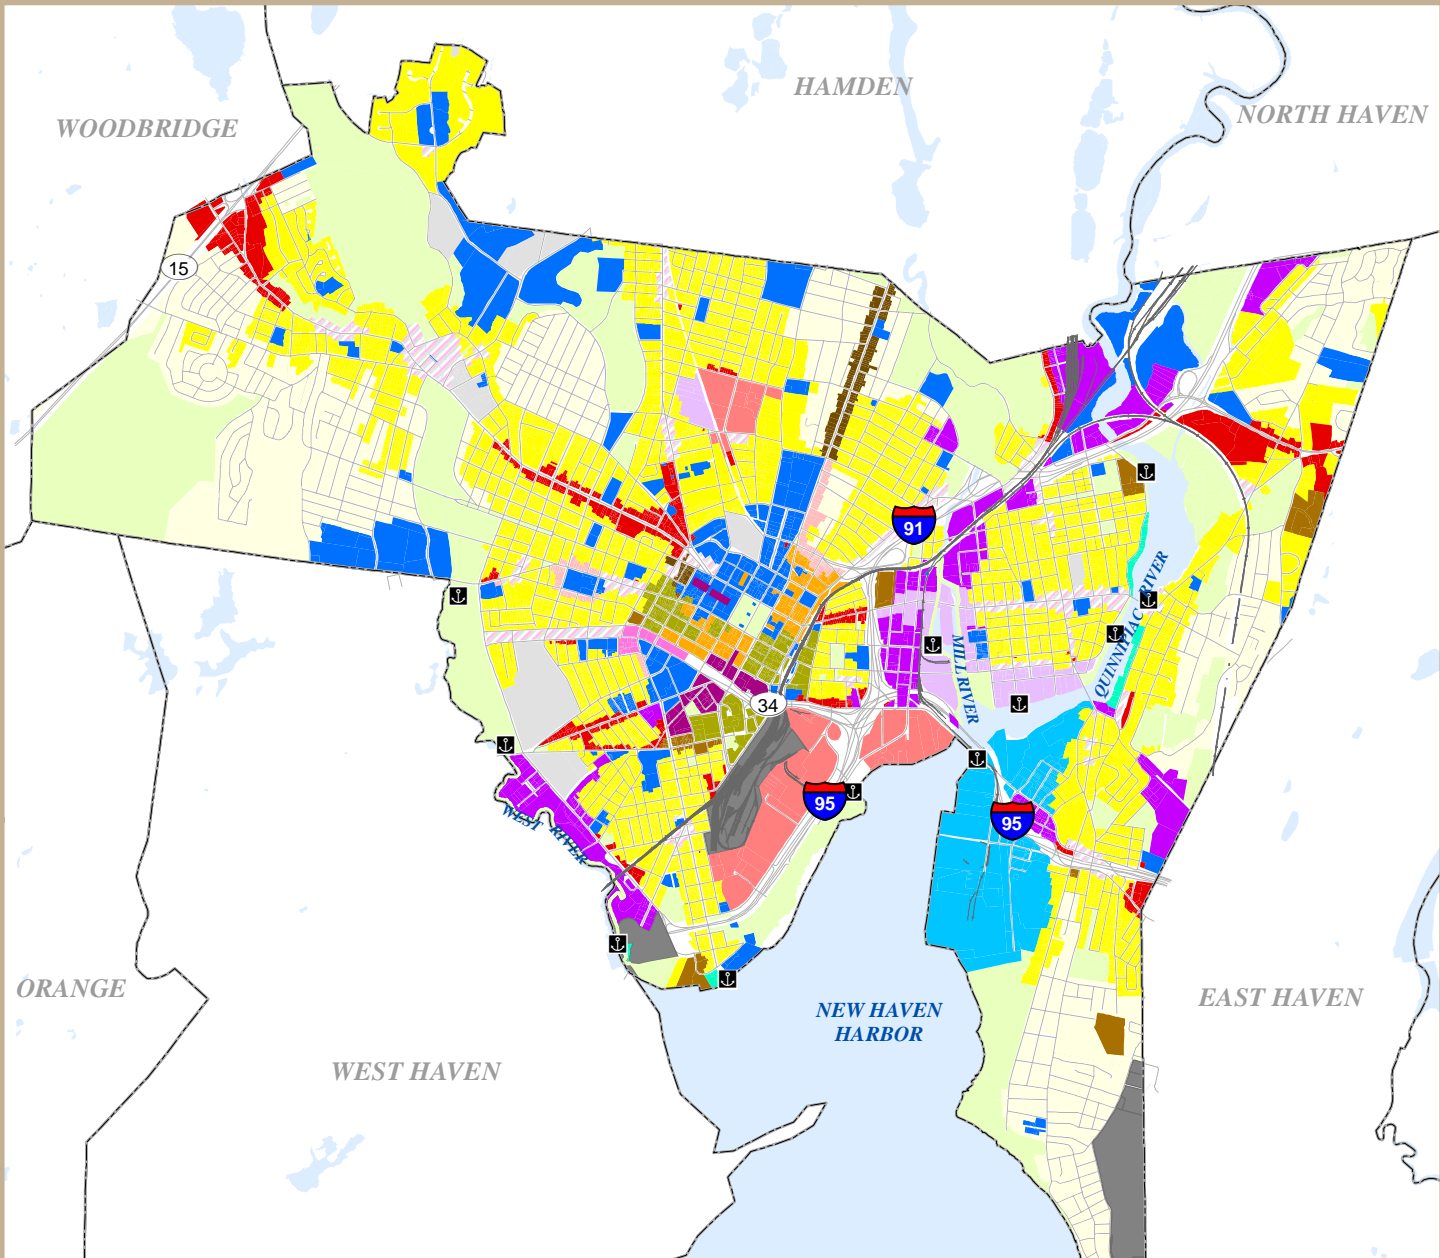 HAMDEN
NORTH HAVEN
WOODBRIDGE
15
91
QUINNIPIAC RIVER
MILL RIVER
34
95
95
WEST RIVER
ORANGE
EAST HAVEN
NEW HAVEN
HARBOR
WEST HAVEN